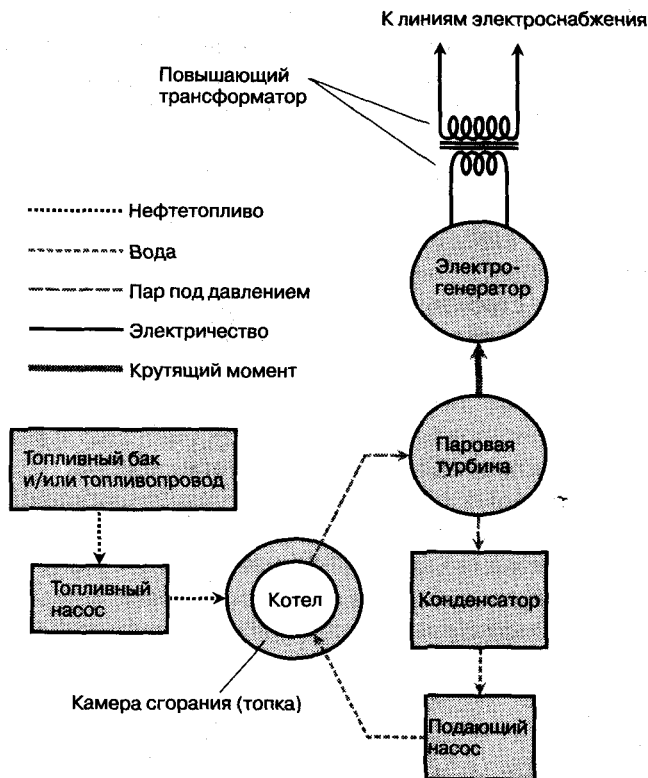 К линиям электроснабжения
Повышающий
трансформатор
Нефтетопливо
Вода
Пар под давлением
Электричество
Крутящий момент
Электро-
генератор
Паровая
турбина
Топливный бак
и/или топливопровод
Топливный
насос
Котел
Конденсатор
Камера сгорания (топка)
Подающий
насос